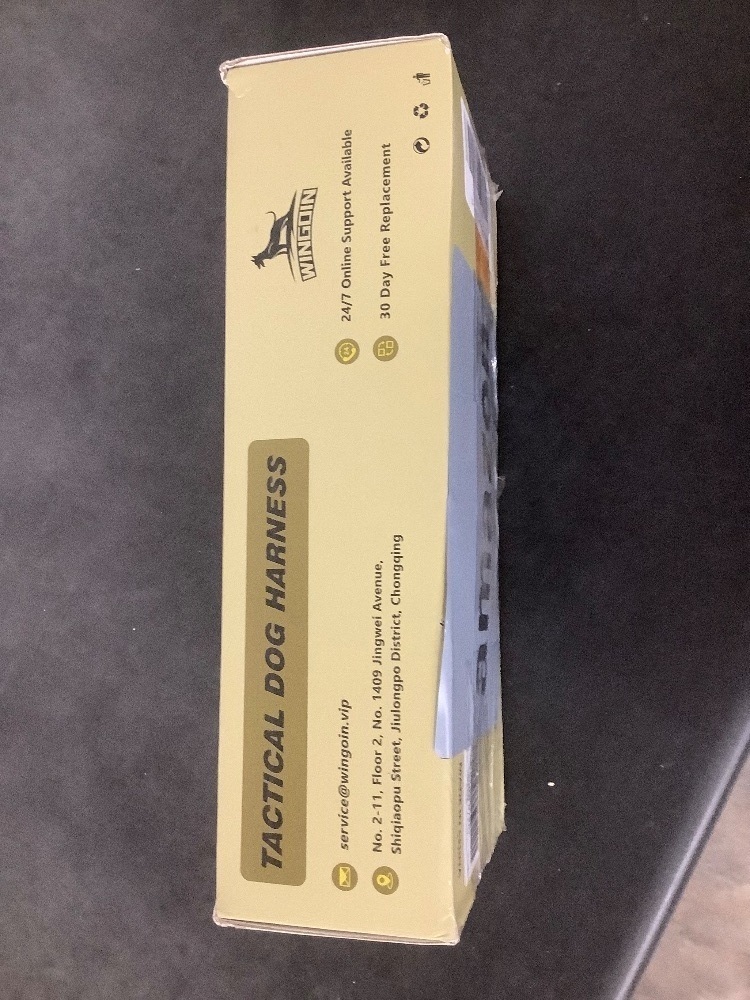 TACTICAL DOG HARNESS
WINGOIN
service@wingoin.vip
No. 2-11, Floor 2, No. 1409 Jingwei Avenue,
Shiqiaopu Street, Jiulongpo District, Chongqing
24/7 Online Support Available
30 Day Free Replacement